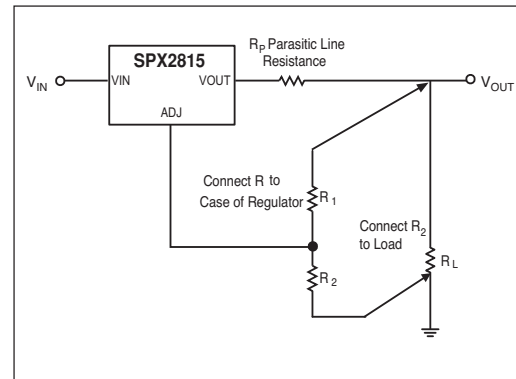 SPX2815
R_P Parasitic Line
Resistance
V_IN
VIN
VOUT
V_OUT
ADJ
Connect R to
Case of Regulator
R_1
Connect R_2
to Load
R_L
R_2